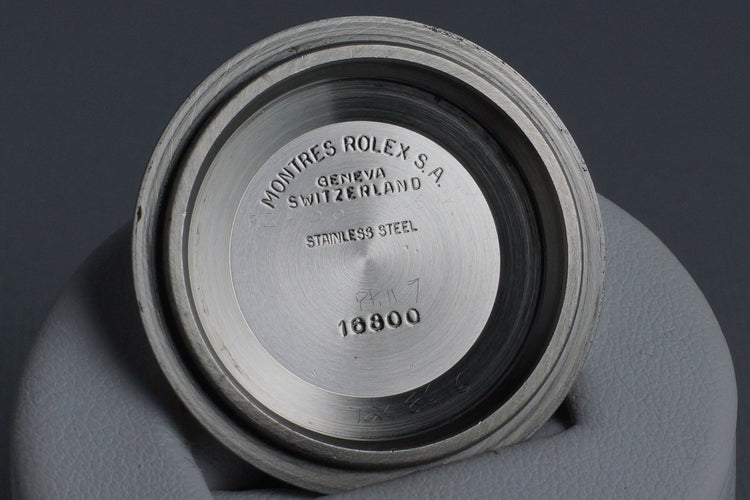 MONTRES ROLEX S.A.
GENEVA
SWITZERLAND
STAINLESS STEEL
16800